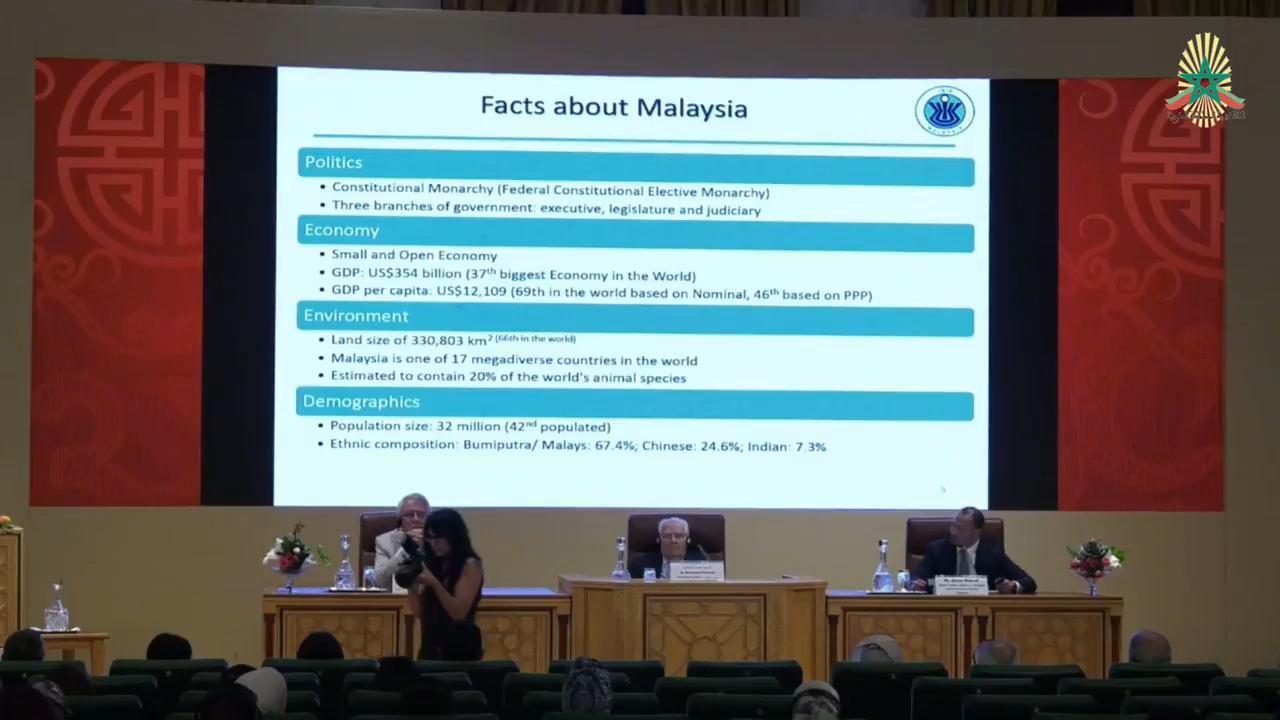 Facts about Malaysia
ISIS
MALAYSIA
Politics
• Constitutional Monarchy (Federal Constitutional Elective Monarchy)
• Three branches of government: executive, legislature and judiciary
Economy
• Small and Open Economy
• GDP: US$354 billion (37th biggest Economy in the World)
• GDP per capita: US$12,109 (69th in the world based on Nominal, 46th based on PPP)
Environment
• Land size of 330,803 km² (66th in the world)
• Malaysia is one of 17 megadiverse countries in the world
• Estimated to contain 20% of the world's animal species
Demographics
• Population size: 32 million (42nd populated)
• Ethnic composition: Bumiputra/ Malays: 67.4%; Chinese: 24.6%; Indian: 7.3%
5